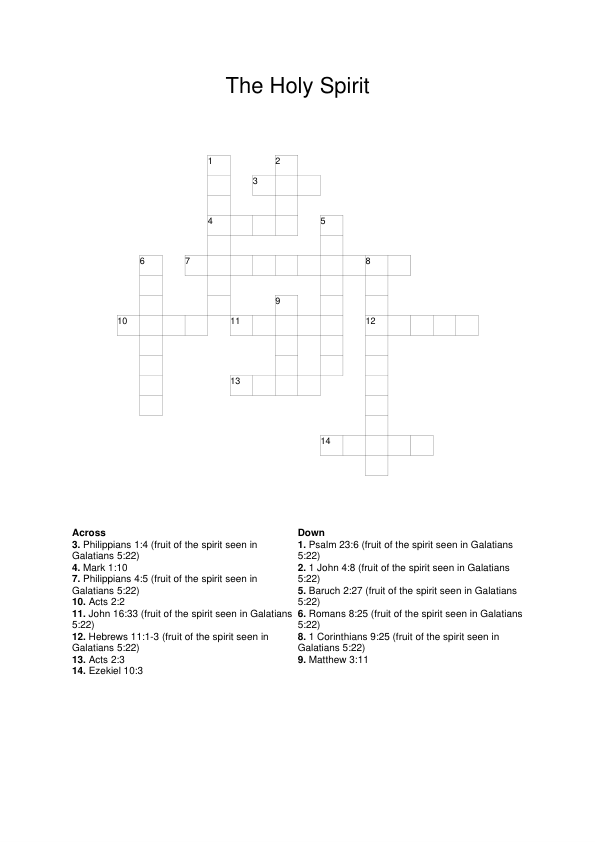 The Holy Spirit
1 2
3
4 5
6 7 8
9
10 11 12
13
14
Across
3. Philippians 1:4 (fruit of the spirit seen in
Galatians 5:22)
4. Mark 1:10
7. Philippians 4:5 (fruit of the spirit seen in
Galatians 5:22)
10. Acts 2:2
11. John 16:33 (fruit of the spirit seen in Galatians
5:22)
12. Hebrews 11:1-3 (fruit of the spirit seen in
Galatians 5:22)
13. Acts 2:3
14. Ezekiel 10:3
Down
1. Psalm 23:6 (fruit of the spirit seen in Galatians
5:22)
2. 1 John 4:8 (fruit of the spirit seen in Galatians
5:22)
5. Baruch 2:27 (fruit of the spirit seen in Galatians
5:22)
6. Romans 8:25 (fruit of the spirit seen in Galatians
5:22)
8. 1 Corinthians 9:25 (fruit of the spirit seen in
Galatians 5:22)
9. Matthew 3:11